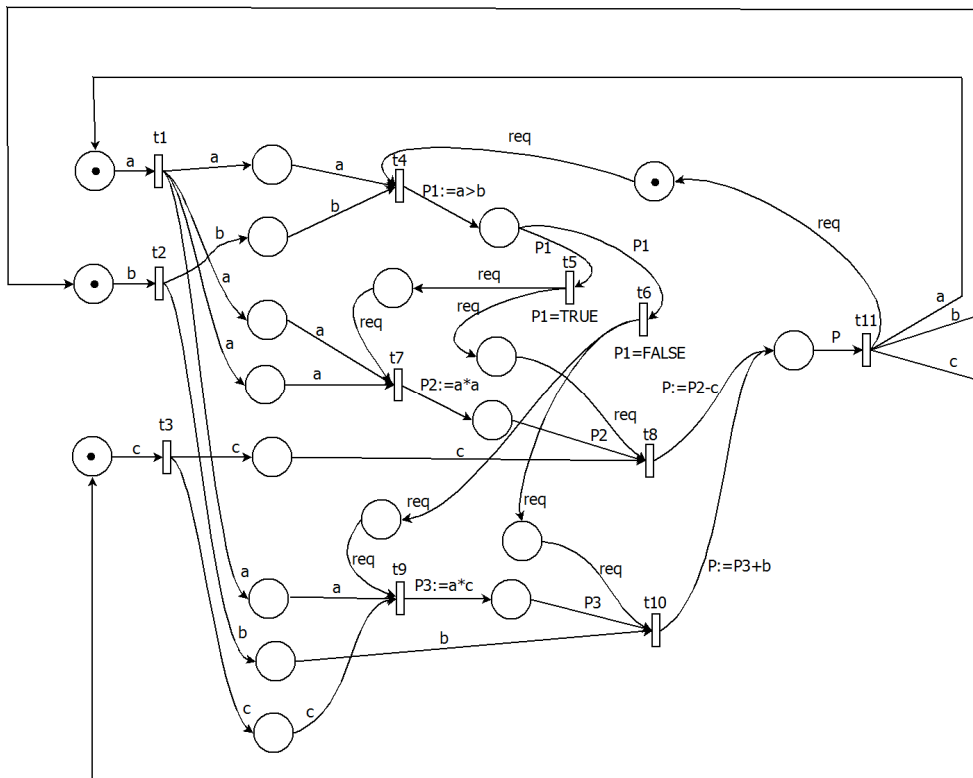 req
t1
a
a
a
t4
P1:=a>b
req
b
b
P1
P1
t2
b
a
t5
req
req
req
t6
P1=TRUE
a
b
c
t11
P
P1=FALSE
a
a
t7
P2:=a*a
a
P:=P2-c
req
P2
t8
t3
c
c
c
req
req
req
req
P:=P3+b
t9
a
a
P3:=a*c
P3
t10
b
b
c
c